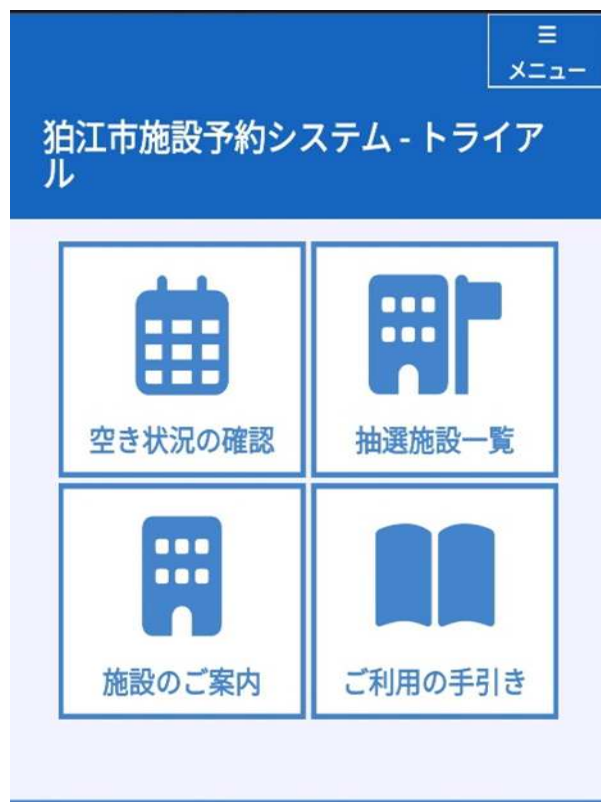 メニュー
狛江市施設予約システム - トライア
ル
空き状況の確認
抽選施設一覧
施設のご案内
ご利用の手引き